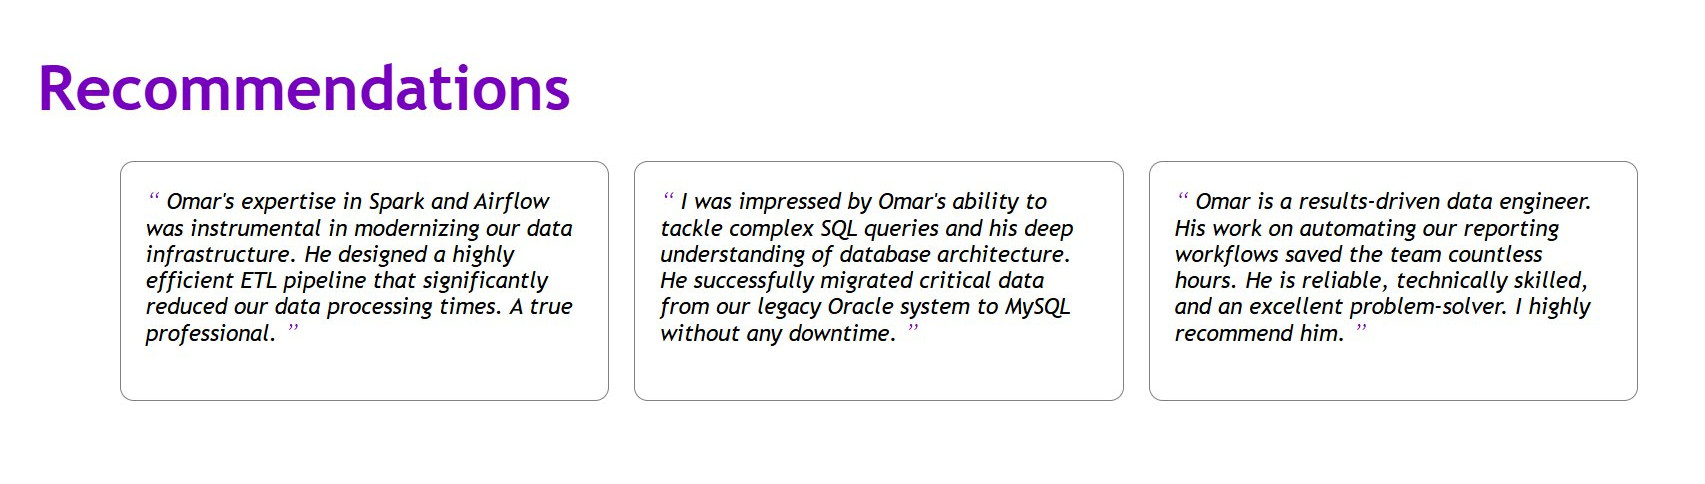 Recommendations
“ Omar's expertise in Spark and Airflow
was instrumental in modernizing our data
infrastructure. He designed a highly
efficient ETL pipeline that significantly
reduced our data processing times. A true
professional. ”
“ I was impressed by Omar's ability to
tackle complex SQL queries and his deep
understanding of database architecture.
He successfully migrated critical data
from our legacy Oracle system to MySQL
without any downtime. ”
“ Omar is a results-driven data engineer.
His work on automating our reporting
workflows saved the team countless
hours. He is reliable, technically skilled,
and an excellent problem-solver. I highly
recommend him. ”